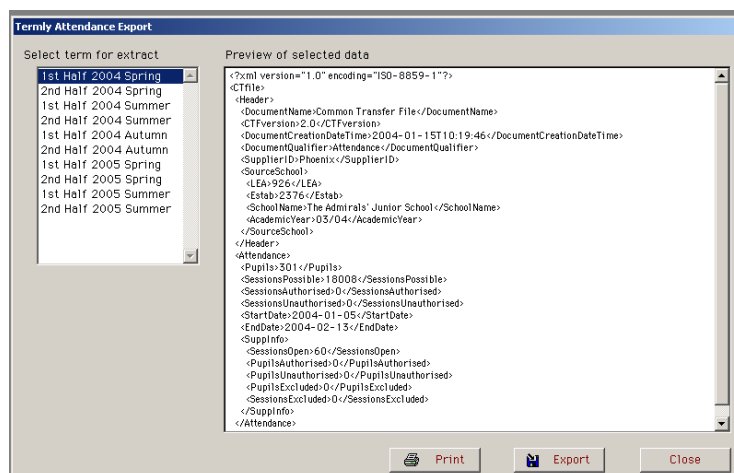 Termly Attendance Export
Select term for extract
1st Half 2004 Spring
2nd Half 2004 Spring
1st Half 2004 Summer
2nd Half 2004 Summer
1st Half 2004 Autumn
2nd Half 2004 Autumn
1st Half 2005 Spring
2nd Half 2005 Spring
1st Half 2005 Summer
2nd Half 2005 Summer
Preview of selected data
<?xml version="1.0" encoding="ISO-8859-1"?>
<CTfile>
<Header>
<DocumentName>Common Transfer File</DocumentName>
<CTFversion>2.0</CTFversion>
<DocumentCreationDateTime>2004-01-15T10:19:46</DocumentCreationDateTime>
<DocumentQualifier>Attendance</DocumentQualifier>
<SupplierID>Phoenix</SupplierID>
<SourceSchool>
<LEA>926</LEA>
<Estab>2376</Estab>
<SchoolName>The Admirals' Junior School</SchoolName>
<AcademicYear>03/04</AcademicYear>
</SourceSchool>
</Header>
<Attendance>
<Pupils>301</Pupils>
<SessionsPossible>18008</SessionsPossible>
<SessionsAuthorised>0</SessionsAuthorised>
<SessionsUnauthorised>0</SessionsUnauthorised>
<StartDate>2004-01-05</StartDate>
<EndDate>2004-02-13</EndDate>
<SuppInfo>
<SessionsOpen>60</SessionsOpen>
<PupilsAuthorised>0</PupilsAuthorised>
<PupilsUnauthorised>0</PupilsUnauthorised>
<PupilsExcluded>0</PupilsExcluded>
<SessionsExcluded>0</SessionsExcluded>
</SuppInfo>
</Attendance>
Print
Export
Close